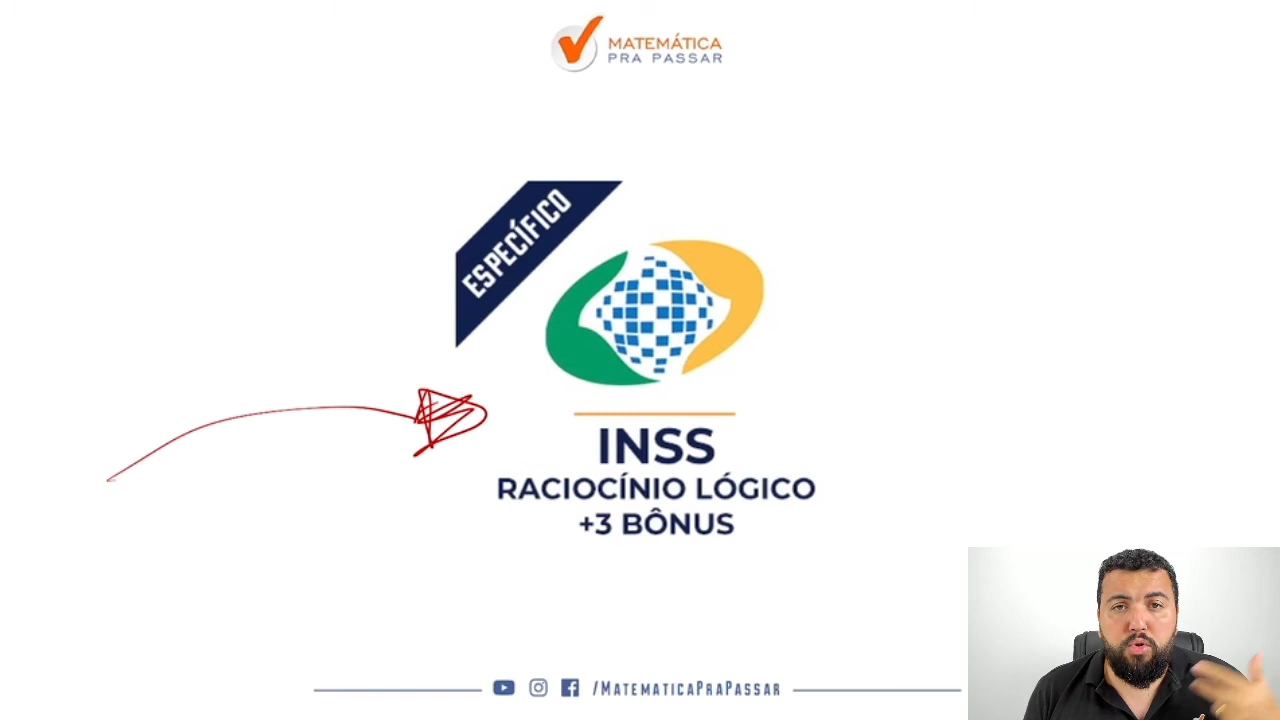 MATEMÁTICA
PRA PASSAR
ESPECÍFICO
INSS
RACIOCÍNIO LÓGICO
+3 BÔNUS
/MATEMATICAPRAPASSAR